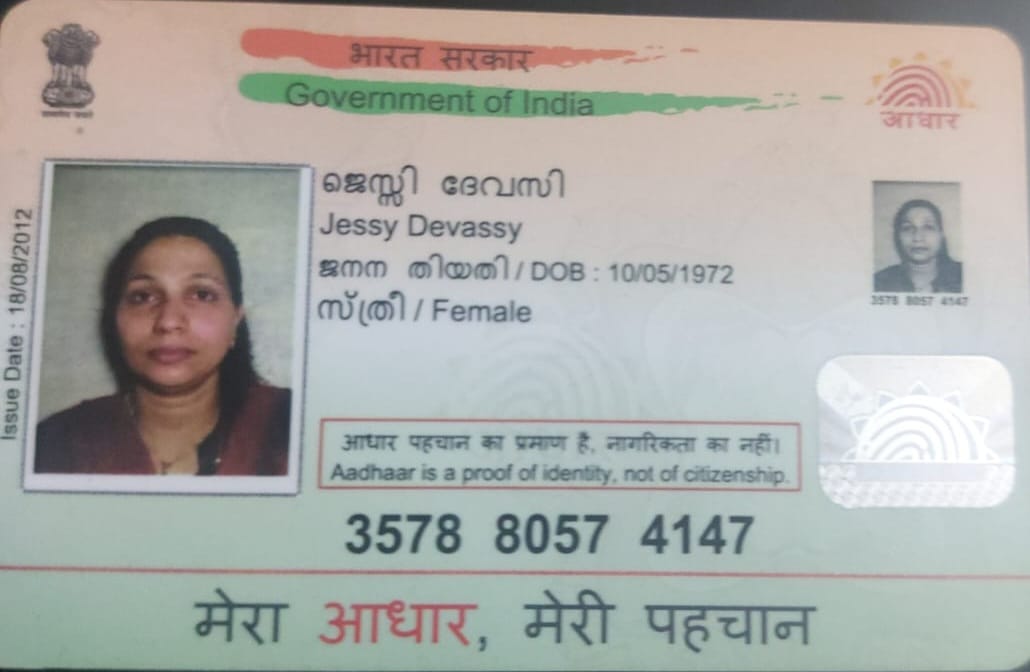 भारत सरकार
Government of India
आधार
ജെസ്സി ദേവസി
Jessy Devassy
ജനന തിയതി / DOB : 10/05/1972
സ്ത്രീ / Female
3578 8057 4147
Issue Date : 18/08/2012
आधार पहचान का प्रमाण है, नागरिकता का नहीं।
Aadhaar is a proof of identity, not of citizenship.
3578 8057 4147
मेरा आधार, मेरी पहचान